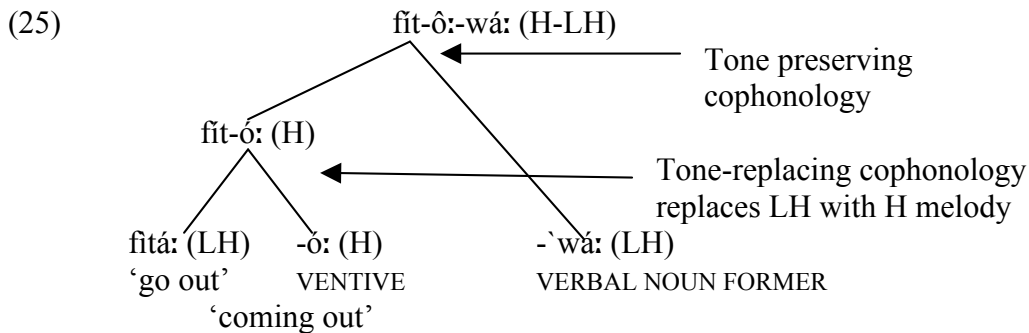 (25) fít-ôː-wáː (H-LH)
Tone preserving
cophonology
fít-óː (H)
Tone-replacing cophonology
replaces LH with H melody
fìtáː (LH) -óː (H) -`wáː (LH)
‘go out’ VENTIVE VERBAL NOUN FORMER
‘coming out’